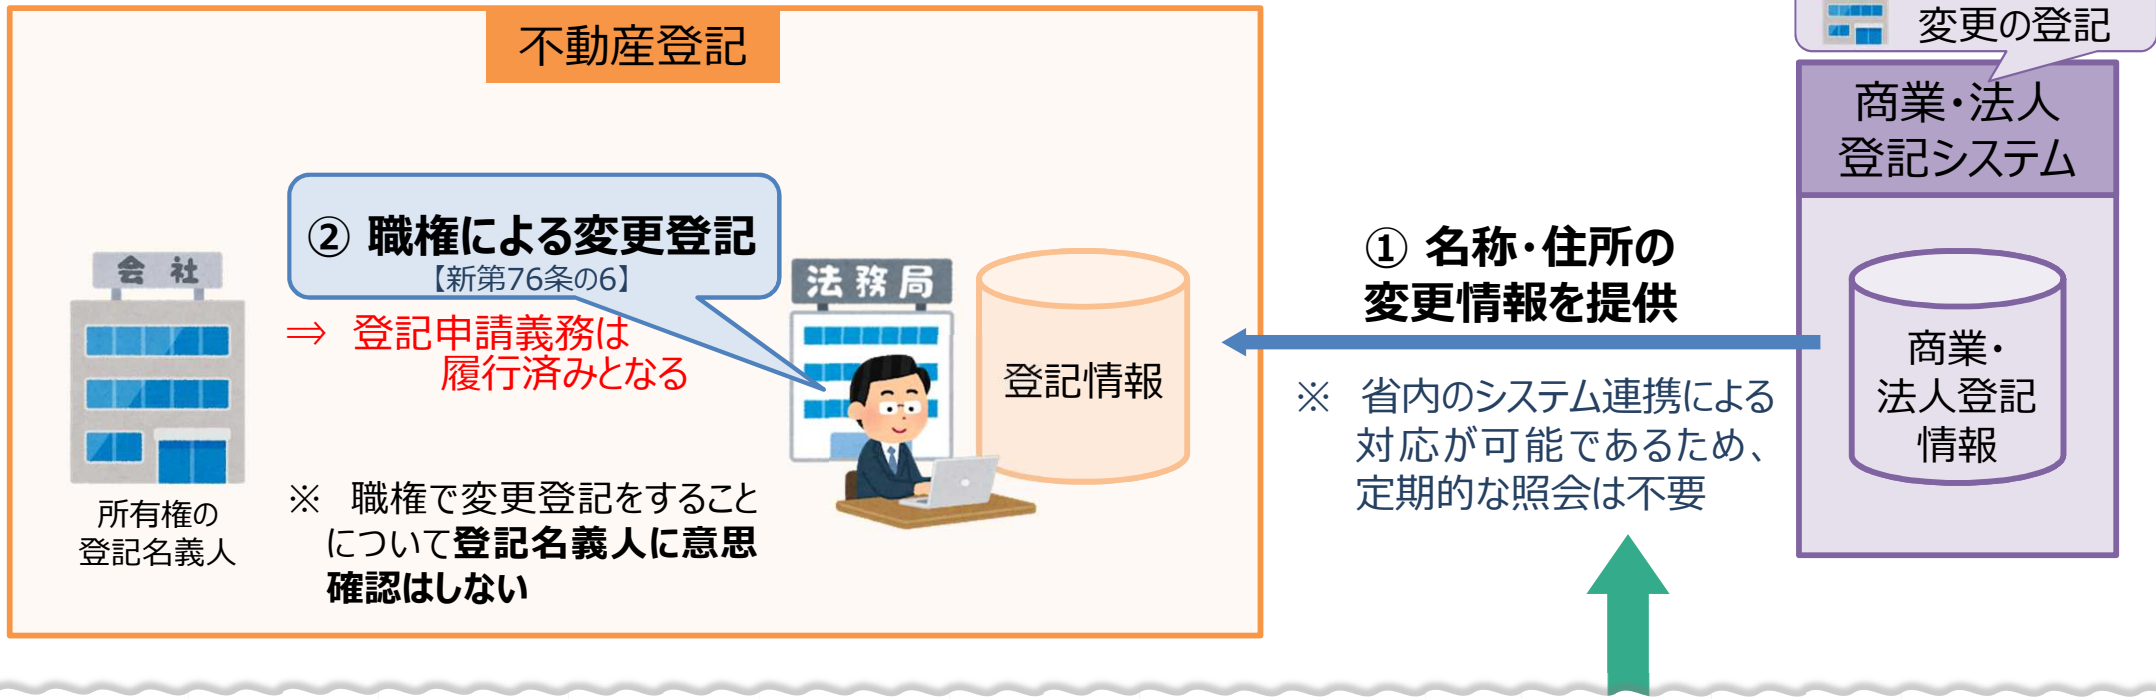 不動産登記
変更の登記
商業・法人
登記システム
② 職権による変更登記
【新第76条の6】
⇒ 登記申請義務は
履行済みとなる
会社
所有権の
登記名義人
※ 職権で変更登記をすること
について登記名義人に意思
確認はしない
法務局
登記情報
① 名称・住所の
変更情報を提供
※ 省内のシステム連携による
対応が可能であるため、
定期的な照会は不要
商業・
法人登記
情報